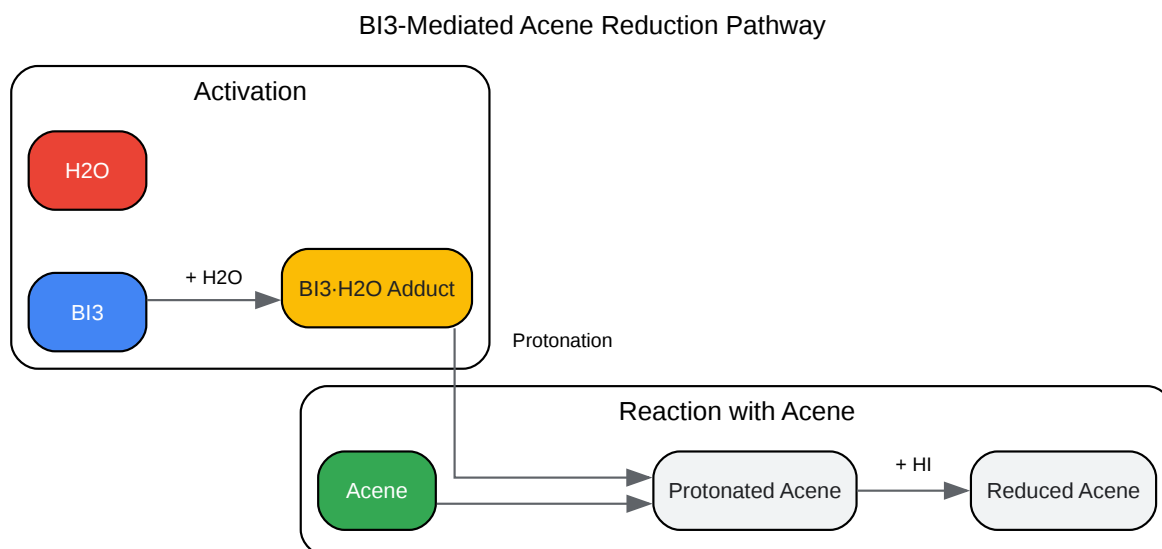 BI3-Mediated Acene Reduction Pathway
Activation
H2O
BI3
+ H2O
BI3·H2O Adduct
Protonation
Reaction with Acene
Acene
Protonated Acene
+ HI
Reduced Acene